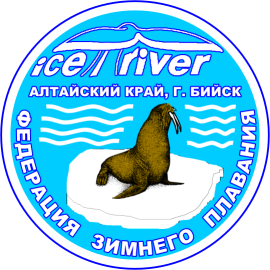 ice river
АЛТАЙСКИЙ КРАЙ, Г. БИЙСК
ФЕДЕРАЦИЯ ЗИМНЕГО ПЛАВАНИЯ